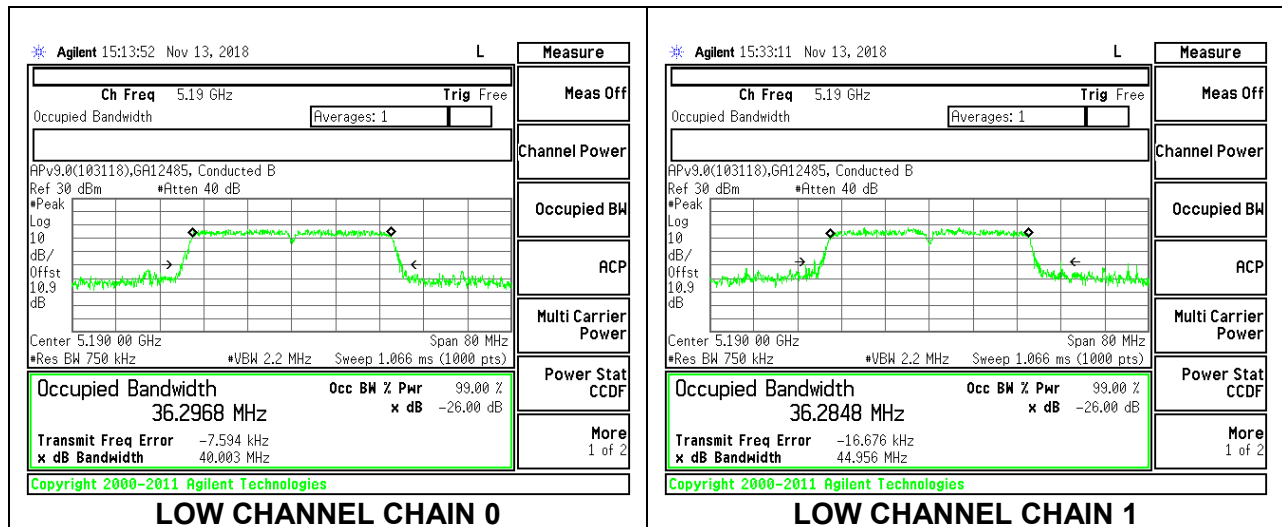 Agilent 15:13:52 Nov 13, 2018 L
Measure
Ch Freq 5.19 GHz Trig Free
Meas Off
Occupied Bandwidth Averages: 1
Channel Power
APv9.0(103118),GA12485, Conducted B
Ref 30 dBm #Atten 40 dB
#Peak
Log
10
dB/
Offst
10.9
dB
Occupied BW
ACP
Multi Carrier
Power
Center 5.190 00 GHz Span 80 MHz
#Res BW 750 kHz #VBW 2.2 MHz Sweep 1.066 ms (1000 pts)
Power Stat
CCDF
Occupied Bandwidth Occ BW % Pwr 99.00 %
36.2968 MHz x dB -26.00 dB
Transmit Freq Error -7.594 kHz
x dB Bandwidth 40.003 MHz
More
1 of 2
Copyright 2000-2011 Agilent Technologies
LOW CHANNEL CHAIN 0
Agilent 15:33:11 Nov 13, 2018 L
Measure
Ch Freq 5.19 GHz Trig Free
Meas Off
Occupied Bandwidth Averages: 1
Channel Power
APv9.0(103118),GA12485, Conducted B
Ref 30 dBm #Atten 40 dB
#Peak
Log
10
dB/
Offst
10.9
dB
Occupied BW
ACP
Multi Carrier
Power
Center 5.190 00 GHz Span 80 MHz
#Res BW 750 kHz #VBW 2.2 MHz Sweep 1.066 ms (1000 pts)
Power Stat
CCDF
Occupied Bandwidth Occ BW % Pwr 99.00 %
36.2848 MHz x dB -26.00 dB
Transmit Freq Error -16.676 kHz
x dB Bandwidth 44.956 MHz
More
1 of 2
Copyright 2000-2011 Agilent Technologies
LOW CHANNEL CHAIN 1